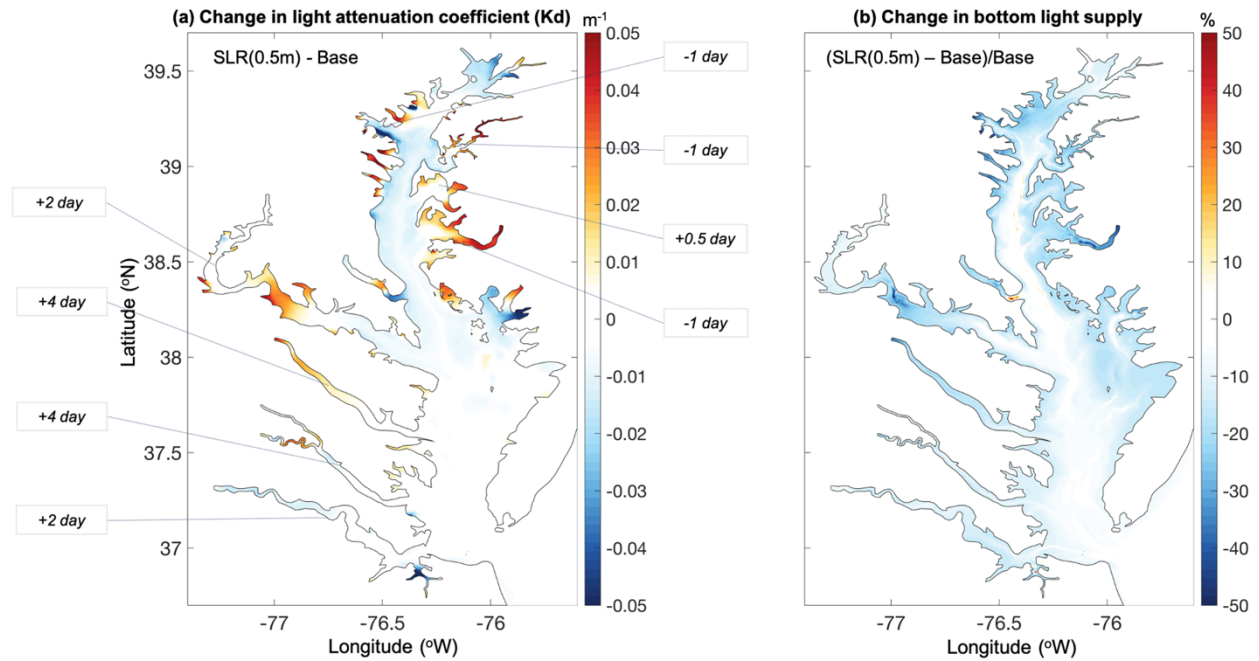 (a) Change in light attenuation coefficient (Kd)
m⁻¹
SLR(0.5m) - Base
39.5
39
38.5
38
37.5
37
Latitude (ºN)
-77
-76.5
-76
Longitude (ºW)
0.05
0.04
0.03
0.02
0.01
0
-0.01
-0.02
-0.03
-0.04
-0.05
+2 day
+4 day
+4 day
+2 day
-1 day
-1 day
+0.5 day
-1 day
(b) Change in bottom light supply
%
(SLR(0.5m) – Base)/Base
-77
-76.5
-76
Longitude (ºW)
50
40
30
20
10
0
-10
-20
-30
-40
-50